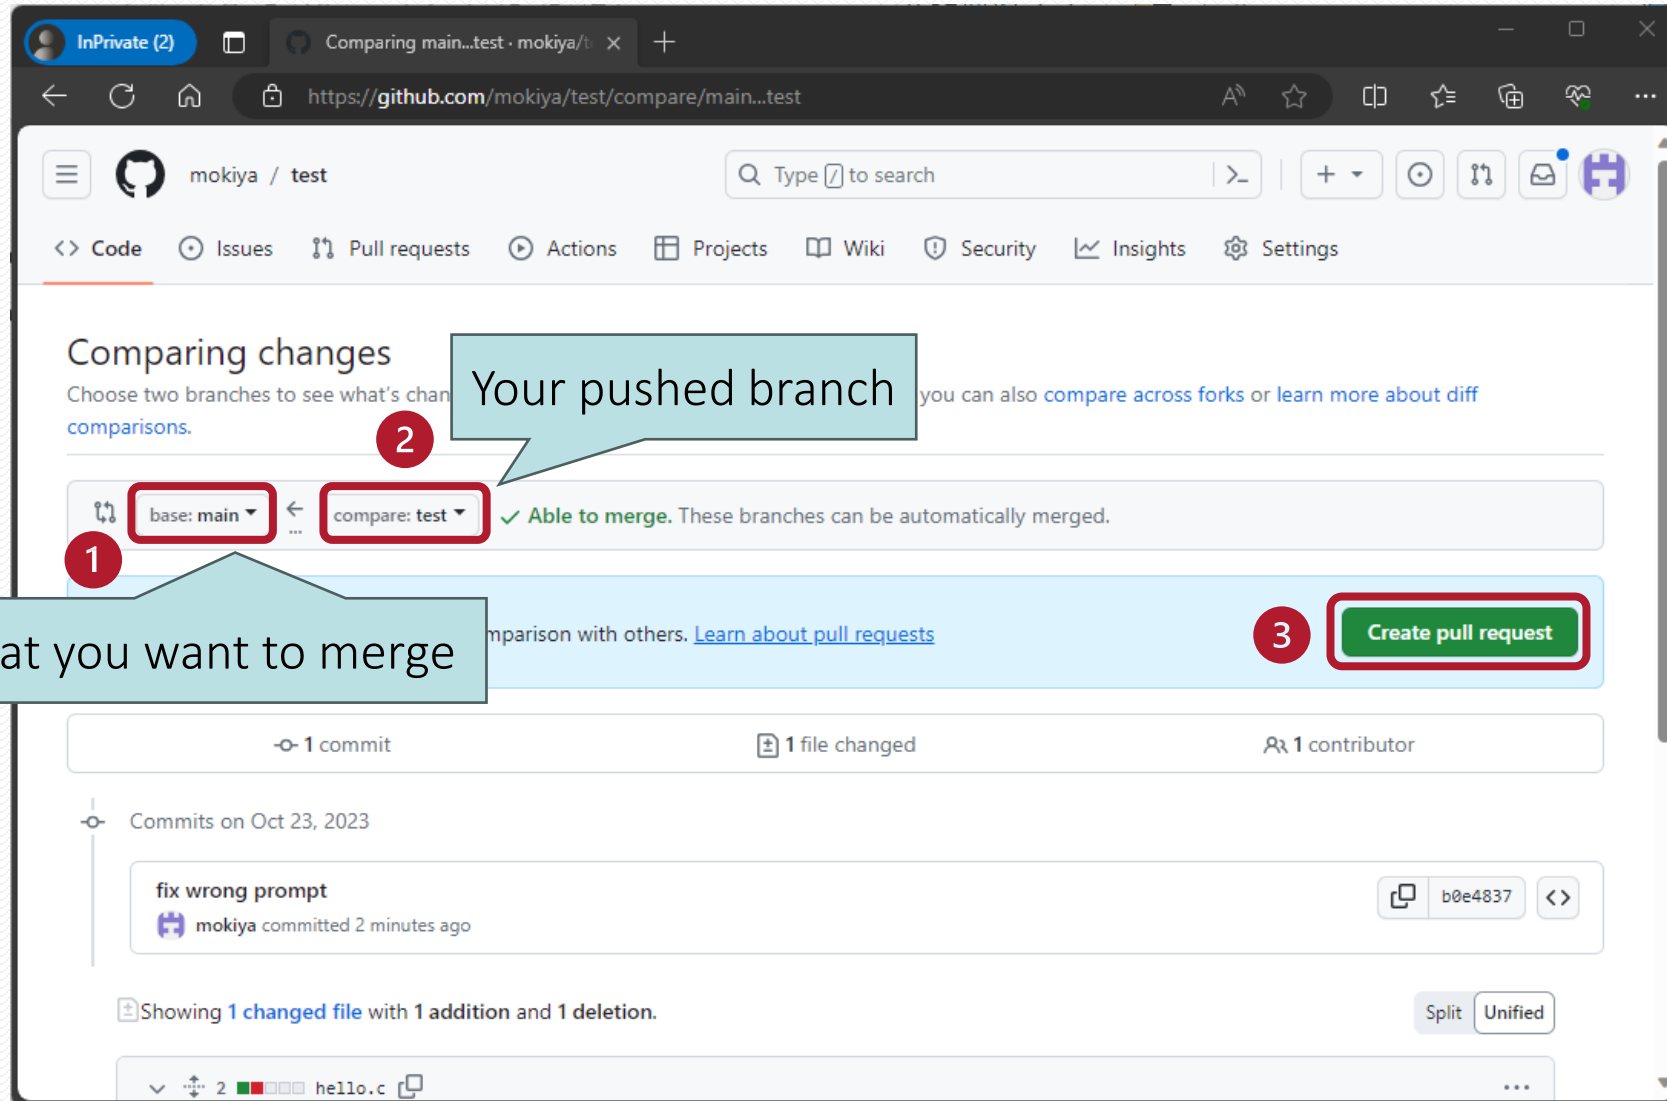 InPrivate (2)
Comparing main...test · mokiya/t
https://github.com/mokiya/test/compare/main...test
mokiya / test
Type / to search
Code Issues Pull requests Actions Projects Wiki Security Insights Settings
Comparing changes
Your pushed branch
Choose two branches to see what's chan you can also compare across forks or learn more about diff
comparisons.
2
base: main compare: test Able to merge. These branches can be automatically merged.
1
mparison with others. Learn about pull requests
3 Create pull request
at you want to merge
1 commit 1 file changed 1 contributor
Commits on Oct 23, 2023
fix wrong prompt
b0e4837
mokiya committed 2 minutes ago
Showing 1 changed file with 1 addition and 1 deletion.
Split Unified
2 hello.c